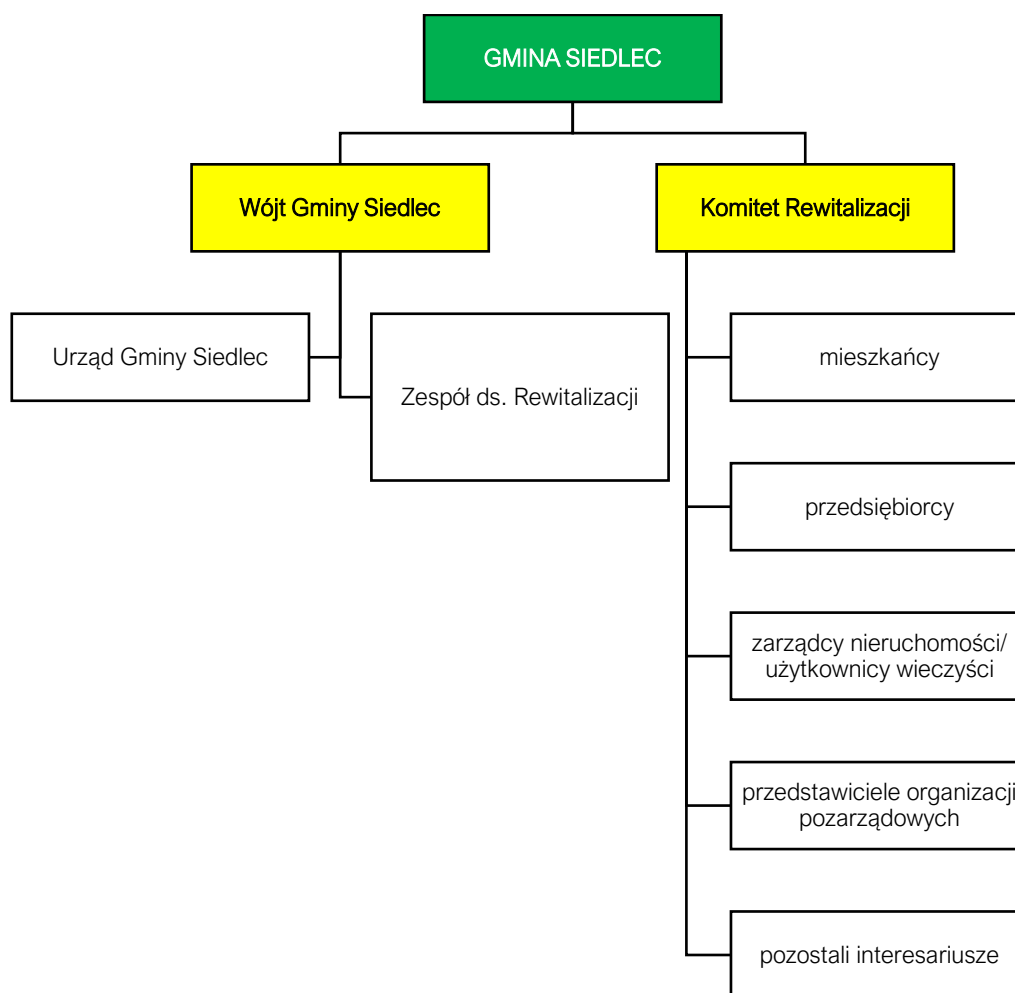 GMINA SIEDLEC
Wójt Gminy Siedlec
Komitet Rewitalizacji
Urząd Gminy Siedlec
Zespół ds. Rewitalizacji
mieszkańcy
przedsiębiorcy
zarządcy nieruchomości/
użytkownicy wieczyści
przedstawiciele organizacji
pozarządowych
pozostali interesariusze